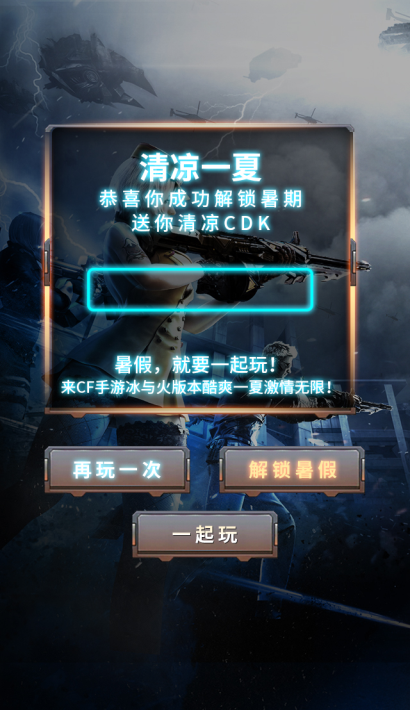 清凉一夏
恭喜你成功解锁暑期
送你清凉CDK
暑假，就要一起玩！
来CF手游冰与火版本酷爽一夏激情无限！
再玩一次
解锁暑假
一起玩